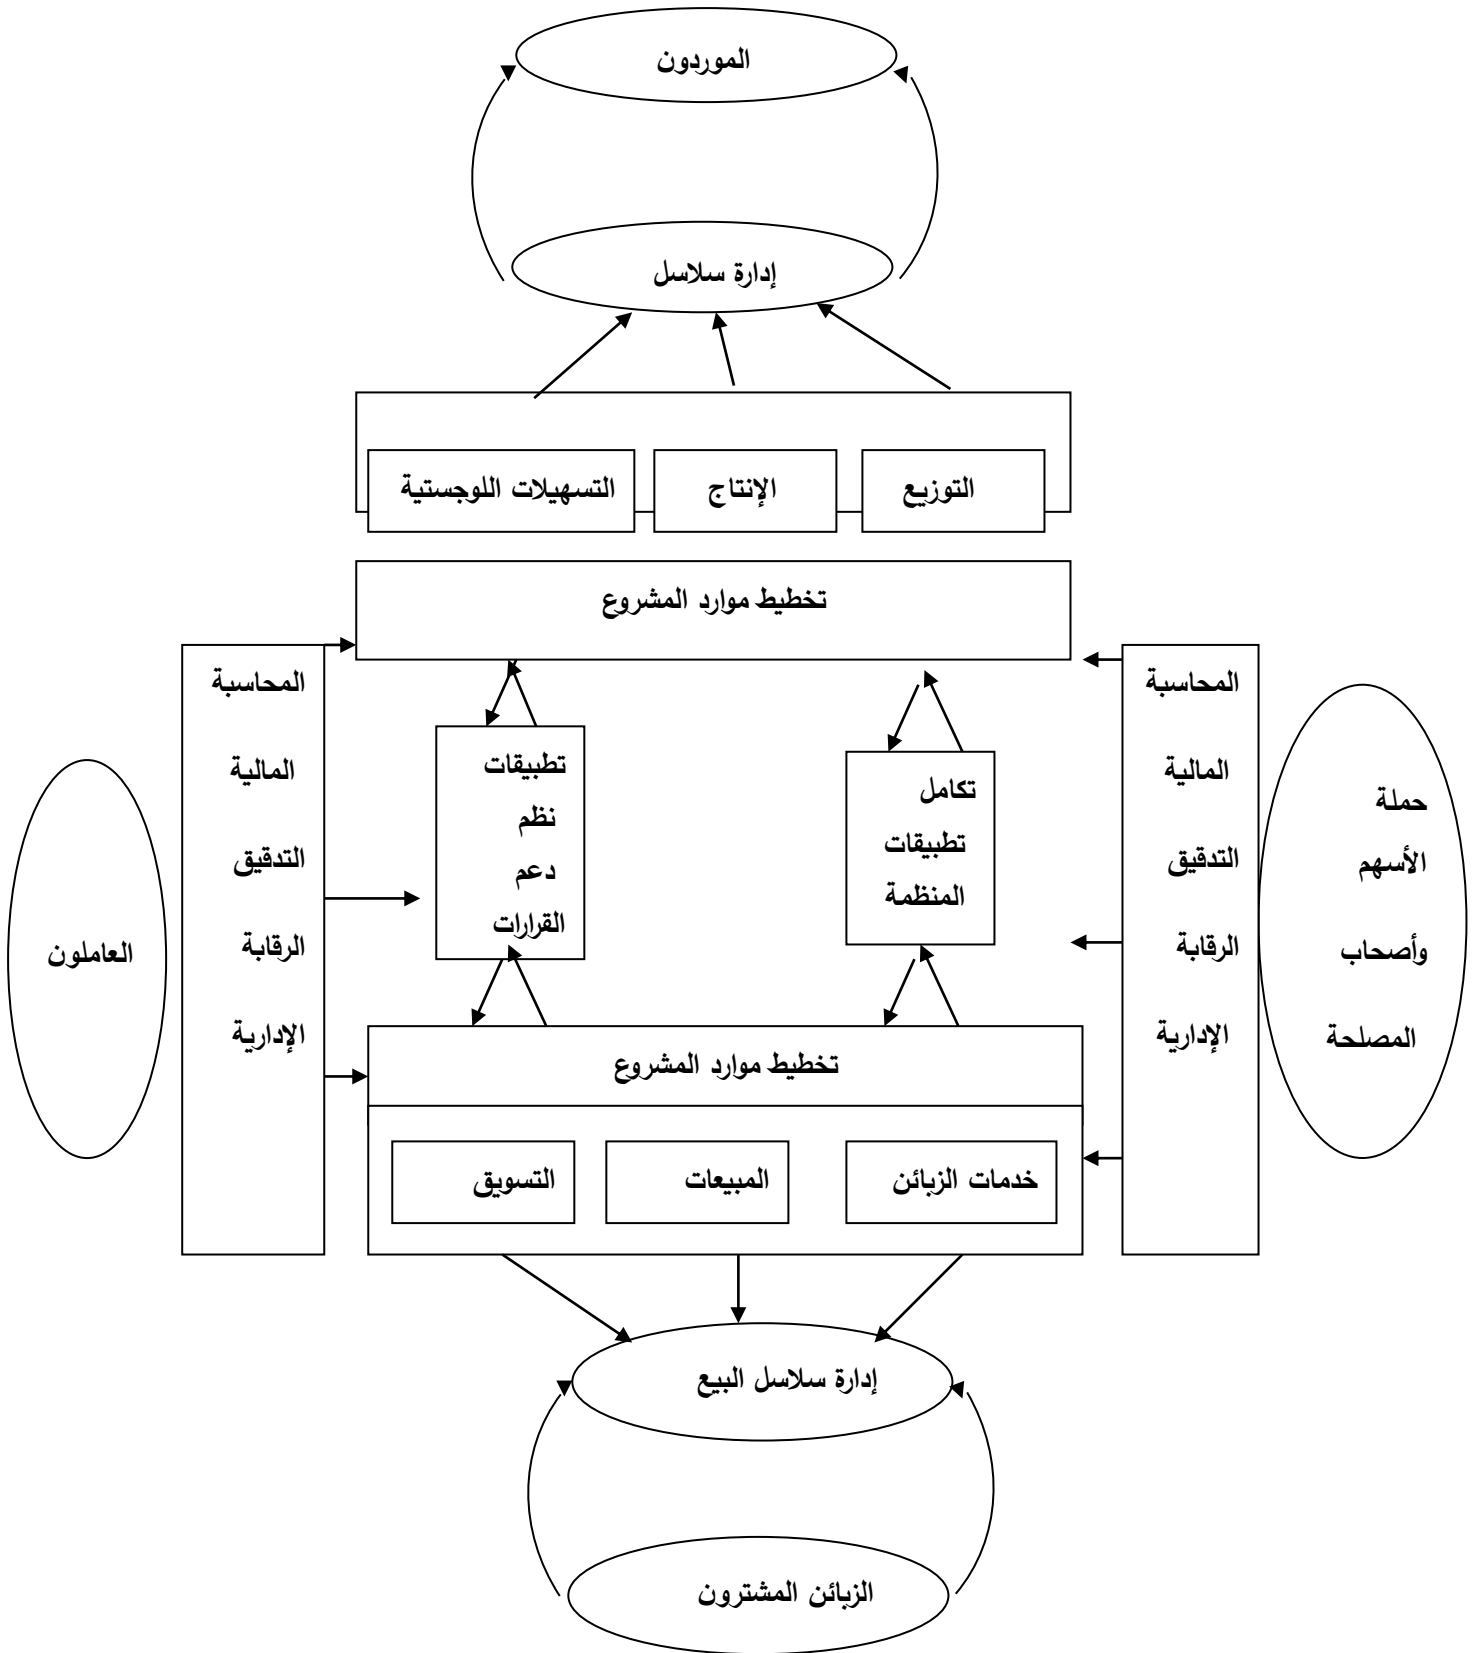 الموردون
إدارة سلاسل
التوزيع
الإنتاج
التسهيلات اللوجستية
تخطيط موارد المشروع
حملة
الأسهم
وأصحاب
المصلحة
المحاسبة
المالية
التدقيق
الرقابة
الإدارية
تكامل
تطبيقات
المنظمة
تطبيقات
نظم
دعم
القرارات
المحاسبة
المالية
التدقيق
الرقابة
الإدارية
العاملون
تخطيط موارد المشروع
خدمات الزبائن
المبيعات
التسويق
إدارة سلاسل البيع
الزبائن المشترون